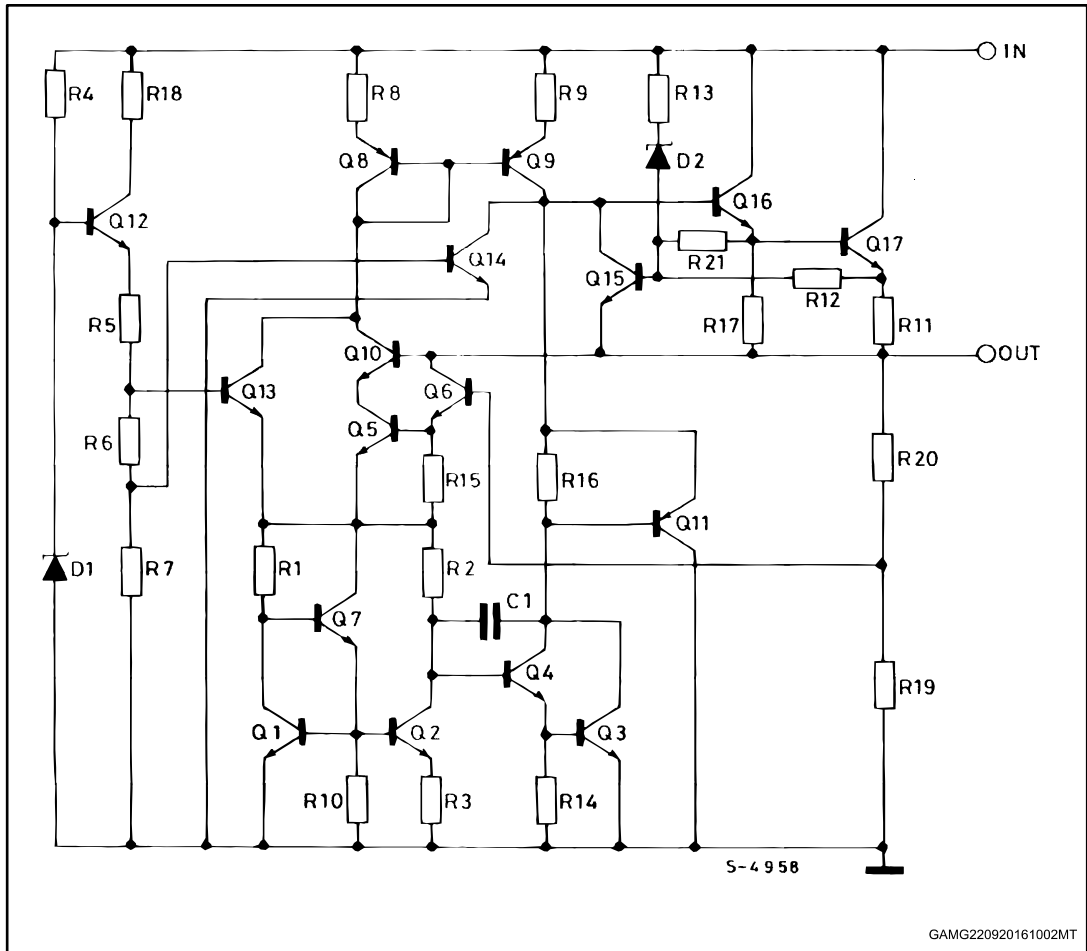 IN
R4
R18
R8
R9
R13
Q8
Q9
D2
Q12
Q16
Q14
Q17
Q15
R21
R12
R5
R17
R11
Q10
OUT
Q13
Q6
R6
Q5
R20
R15
R16
Q11
D1
R7
R1
R2
C1
Q7
Q4
R19
Q1
Q2
Q3
R10
R3
R14
S-4958
GAMG220920161002MT